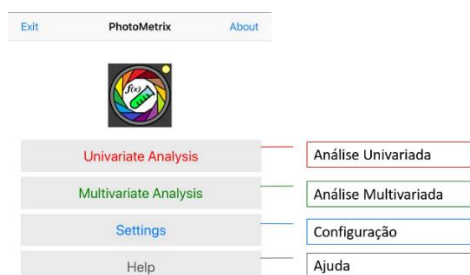 Exit PhotoMetrix About
f(x)
Univariate Analysis Análise Univariada
Multivariate Analysis Análise Multivariada
Settings Configuração
Help Ajuda